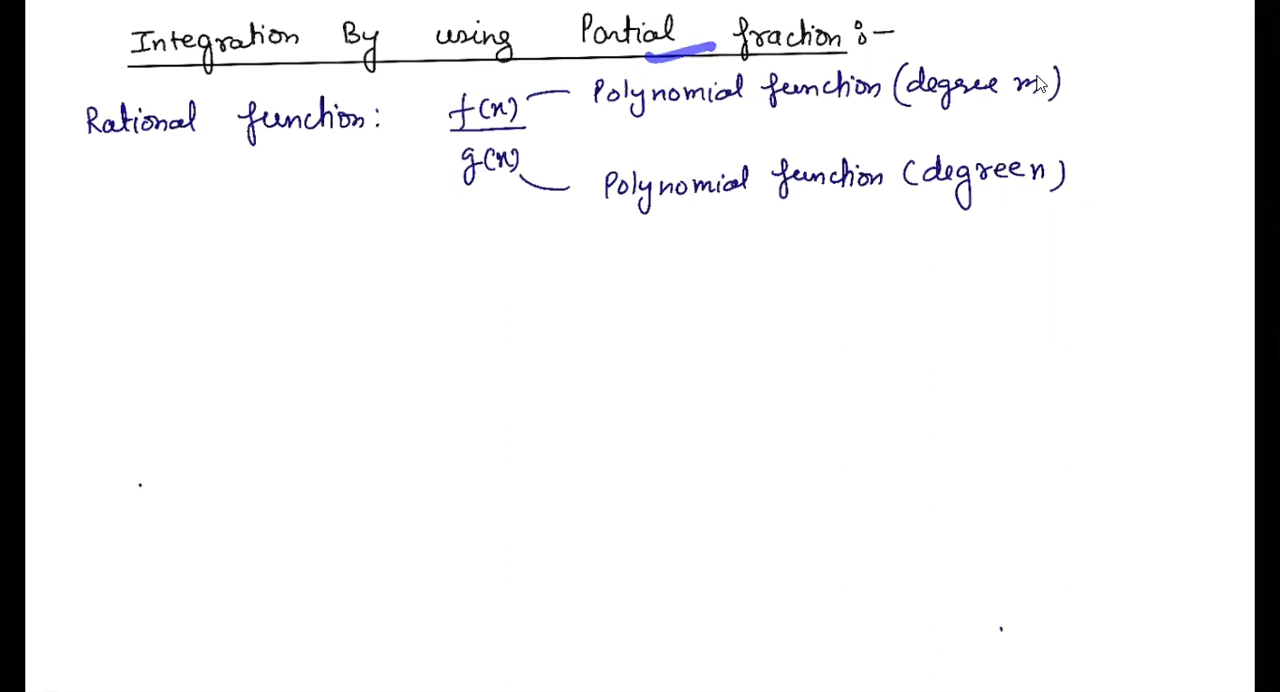 Integration By using Partial fraction :-
Rational function: f(x) — Polynomial function (degree m)
g(x) — Polynomial function (degree n)